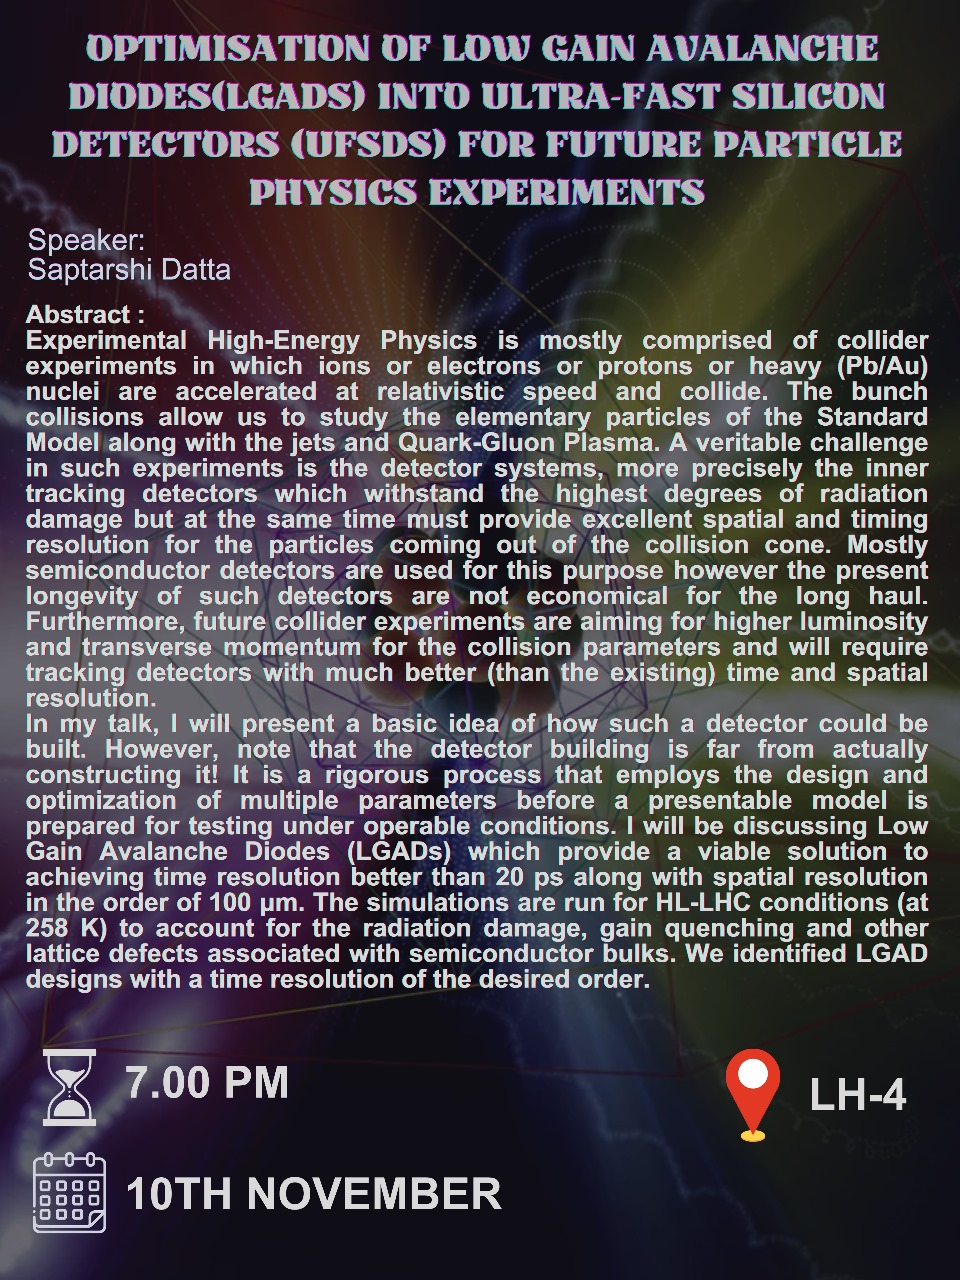 OPTIMISATION OF LOW GAIN AVALANCHE
DIODES(LGADS) INTO ULTRA-FAST SILICON
DETECTORS (UFSDS) FOR FUTURE PARTICLE
PHYSICS EXPERIMENTS
Speaker:
Saptarshi Datta
Abstract :
Experimental High-Energy Physics is mostly comprised of collider
experiments in which ions or electrons or protons or heavy (Pb/Au)
nuclei are accelerated at relativistic speed and collide. The bunch
collisions allow us to study the elementary particles of the Standard
Model along with the jets and Quark-Gluon Plasma. A veritable challenge
in such experiments is the detector systems, more precisely the inner
tracking detectors which withstand the highest degrees of radiation
damage but at the same time must provide excellent spatial and timing
resolution for the particles coming out of the collision cone. Mostly
semiconductor detectors are used for this purpose however the present
longevity of such detectors are not economical for the long haul.
Furthermore, future collider experiments are aiming for higher luminosity
and transverse momentum for the collision parameters and will require
tracking detectors with much better (than the existing) time and spatial
resolution.
In my talk, I will present a basic idea of how such a detector could be
built. However, note that the detector building is far from actually
constructing it! It is a rigorous process that employs the design and
optimization of multiple parameters before a presentable model is
prepared for testing under operable conditions. I will be discussing Low
Gain Avalanche Diodes (LGADs) which provide a viable solution to
achieving time resolution better than 20 ps along with spatial resolution
in the order of 100 μm. The simulations are run for HL-LHC conditions (at
258 K) to account for the radiation damage, gain quenching and other
lattice defects associated with semiconductor bulks. We identified LGAD
designs with a time resolution of the desired order.
7.00 PM
LH-4
10TH NOVEMBER